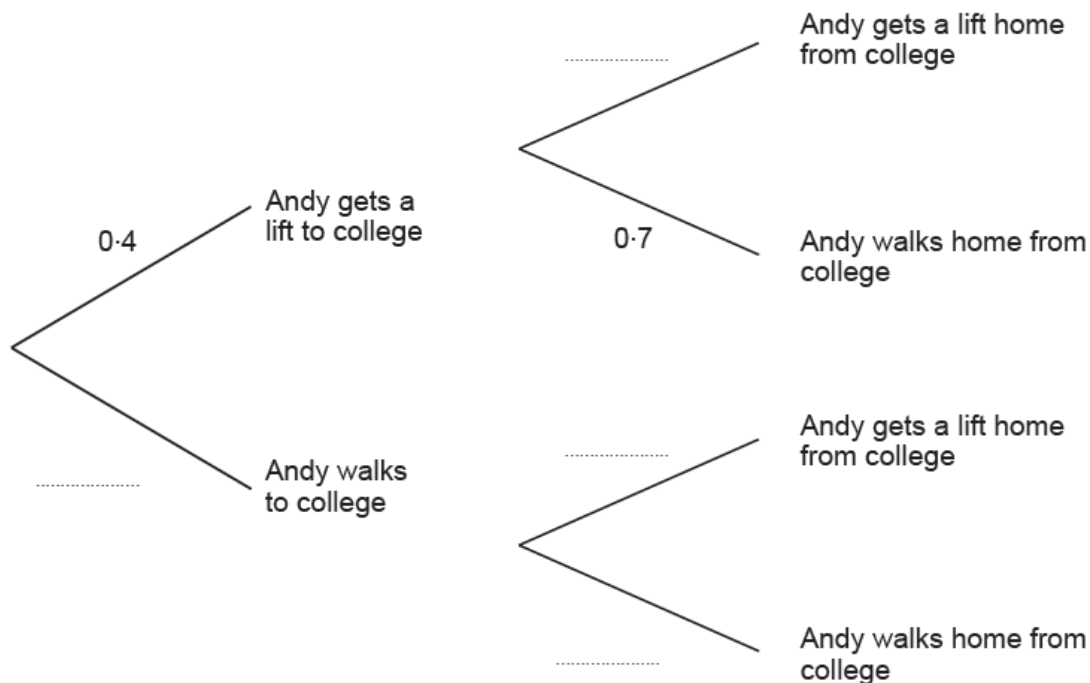 Andy gets a lift home
from college
Andy gets a
lift to college
0·4
0·7
Andy walks home from
college
Andy gets a lift home
from college
Andy walks
to college
Andy walks home from
college